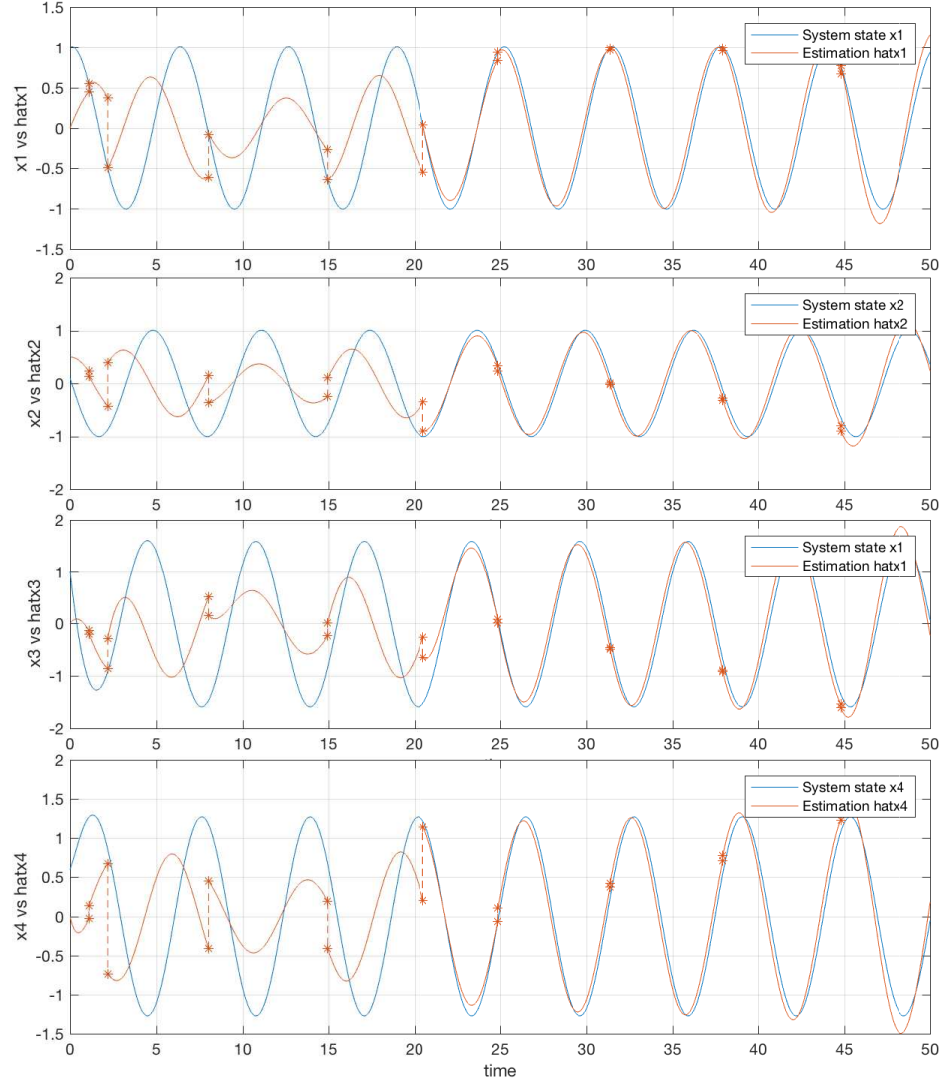 1.5
1
0.5
0
-0.5
-1
-1.5
x1 vs hatx1
System state x1
Estimation hatx1
0 5 10 15 20 25 30 35 40 45 50
2
1
0
-1
-2
x2 vs hatx2
System state x2
Estimation hatx2
0 5 10 15 20 25 30 35 40 45 50
2
1
0
-1
-2
x3 vs hatx3
System state x1
Estimation hatx1
0 5 10 15 20 25 30 35 40 45 50
2
1.5
1
0.5
0
-0.5
-1
-1.5
x4 vs hatx4
System state x4
Estimation hatx4
0 5 10 15 20 25 30 35 40 45 50
time